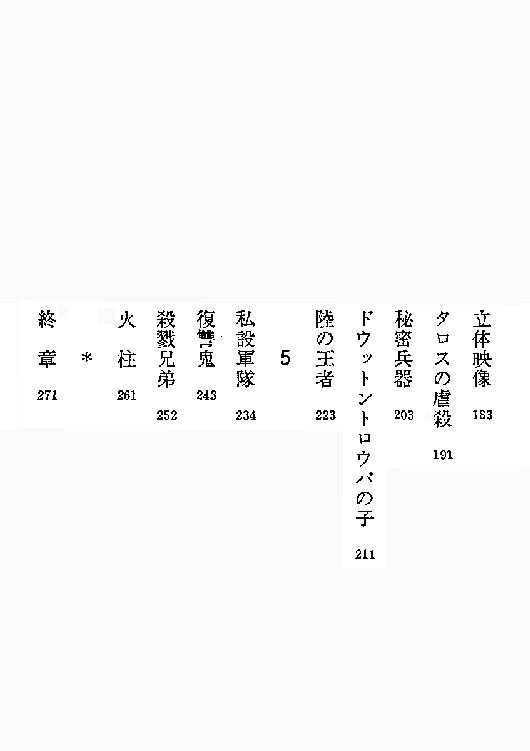 立体映像 183
タロスの虐殺 191
秘密兵器 203
ドウットントロウパの子 211
陸の王者 223
5
私設軍隊 234
復讐鬼 243
殺戮兄弟 252
火柱 261
*
終章 271